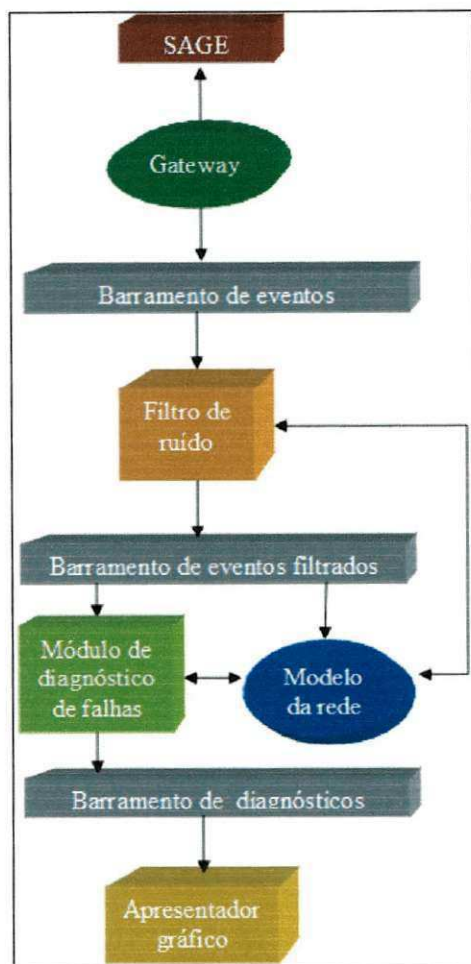 SAGE
Gateway
Barramento de eventos
Filtro de
ruído
Barramento de eventos filtrados
Módulo de
diagnóstico
de falhas
Modelo
da rede
Barramento de diagnósticos
Apresentador
gráfico